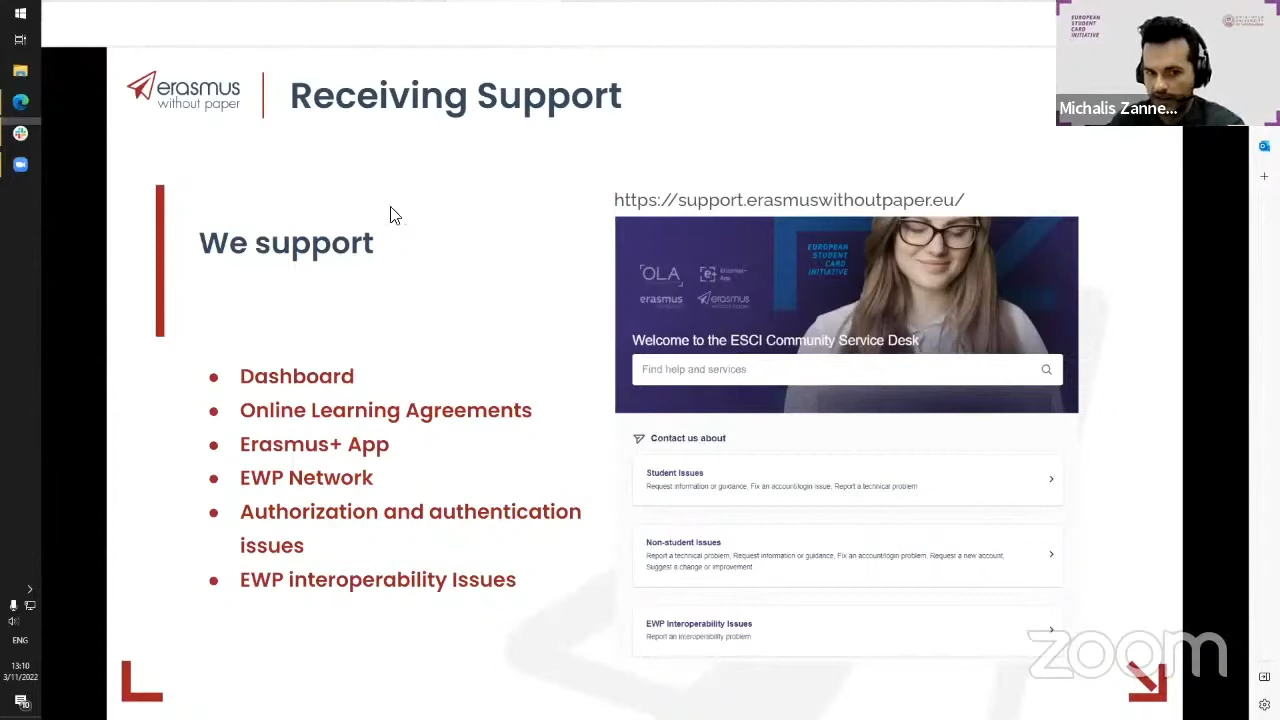 erasmus
without paper
Receiving Support
EUROPEAN
STUDENT
CARD
INITIATIVE
Michalis Zanne...
We support
Dashboard
Online Learning Agreements
Erasmus+ App
EWP Network
Authorization and authentication
issues
EWP interoperability Issues
https://support.erasmuswithoutpaper.eu/
OLA
Erasmus+
App
erasmus
erasmus
EUROPEAN
STUDENT
CARD
INITIATIVE
Welcome to the ESCI Community Service Desk
Find help and services
Contact us about
Student Issues
Request information or guidance, Fix an account/login issue, Report a technical problem
Non-student Issues
Report a technical problem, Request information or guidance, Fix an account/login problem, Request a new account,
Suggest a change or improvement
EWP Interoperability Issues
Report an interoperability problem
zoom
ENG
13:10
3/11/2022